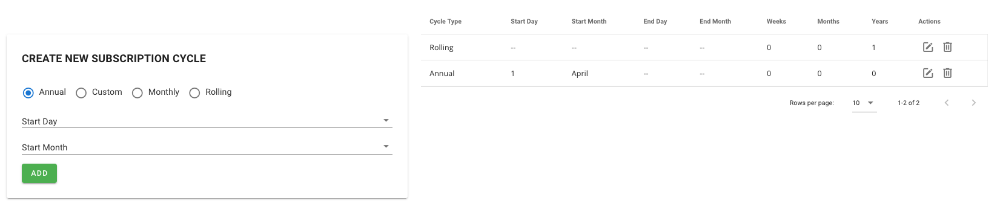 CREATE NEW SUBSCRIPTION CYCLE
Annual Custom Monthly Rolling
Start Day
Start Month
ADD
Cycle Type Start Day Start Month End Day End Month Weeks Months Years Actions
Rolling -- -- -- -- 0 0 1
Annual 1 April -- -- 0 0 0
Rows per page: 10 1-2 of 2